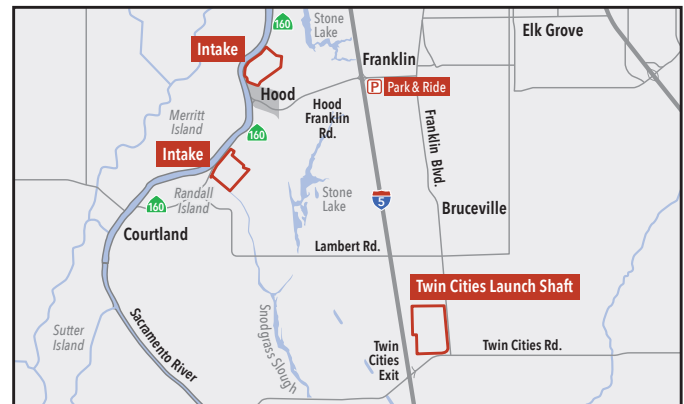 160
Stone
Lake
Elk Grove
Intake
Franklin
P Park & Ride
Hood
Hood
Franklin
Rd.
Merritt
Island
160
Franklin Blvd.
Intake
Randall
Island
Stone
Lake
5
160
Bruceville
Courtland
Lambert Rd.
Twin Cities Launch Shaft
Snodgrass Slough
Sacramento River
Sutter
Island
Twin
Cities
Exit
Twin Cities Rd.